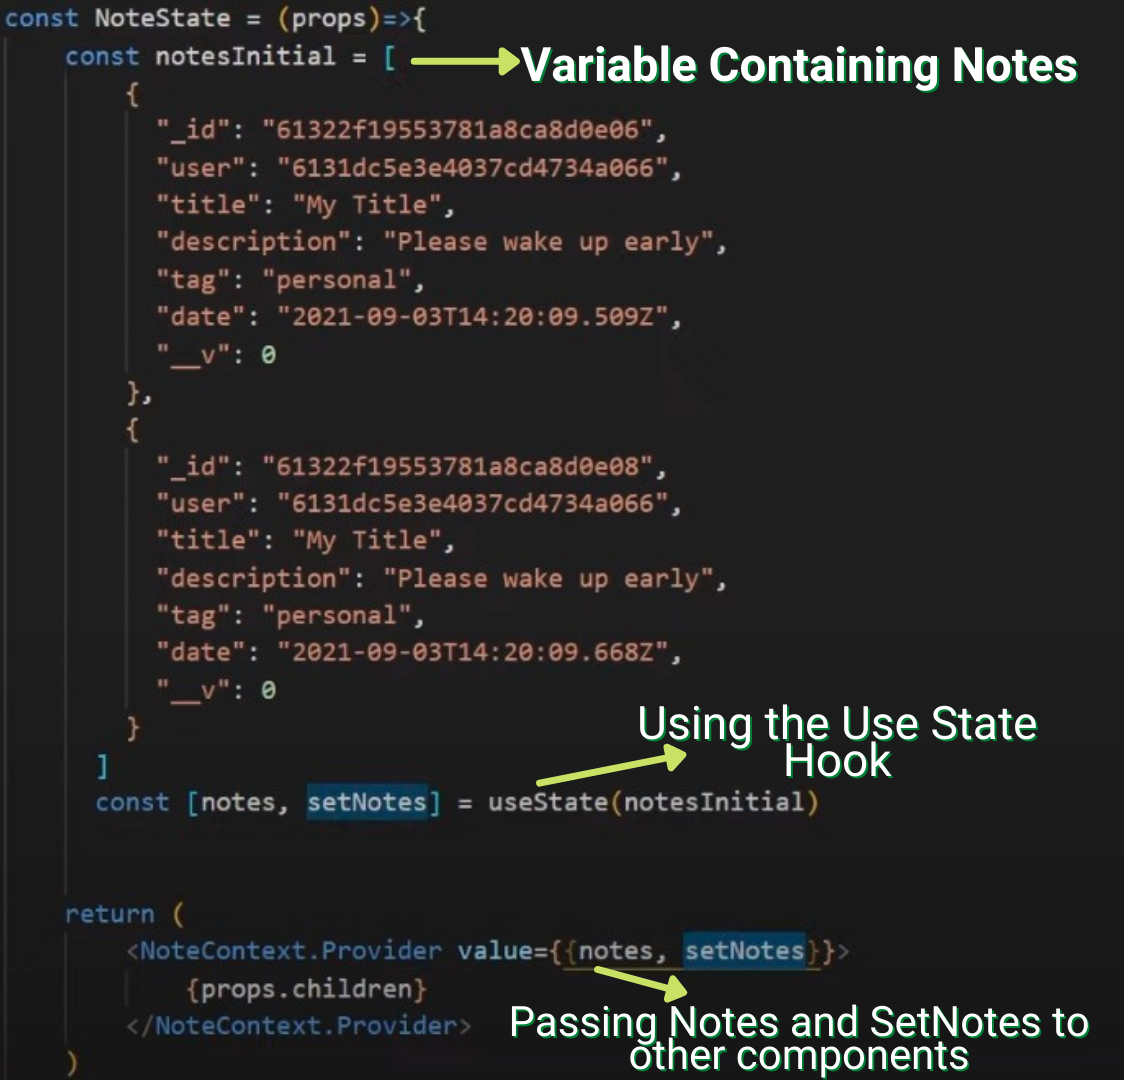 const NoteState = (props)=>{
const notesInitial = [ Variable Containing Notes
{
"_id": "61322f19553781a8ca8d0e06",
"user": "6131dc5e3e4037cd4734a066",
"title": "My Title",
"description": "Please wake up early",
"tag": "personal",
"date": "2021-09-03T14:20:09.509Z",
"__v": 0
},
{
"_id": "61322f19553781a8ca8d0e08",
"user": "6131dc5e3e4037cd4734a066",
"title": "My Title",
"description": "Please wake up early",
"tag": "personal",
"date": "2021-09-03T14:20:09.668Z",
"__v": 0
}
]
Using the Use State
Hook
const [notes, setNotes] = useState(notesInitial)
return (
<NoteContext.Provider value={{notes, setNotes}}>
{props.children}
</NoteContext.Provider>
Passing Notes and SetNotes to
other components
)